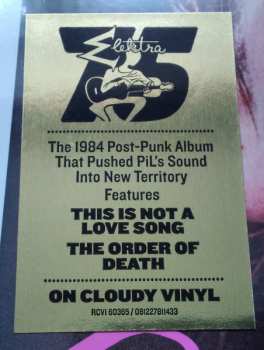 Elektra
75
The 1984 Post-Punk Album
That Pushed PiL's Sound
Into New Territory
Features
THIS IS NOT A
LOVE SONG
THE ORDER OF
DEATH
ON CLOUDY VINYL
RCV1 60365 / 081227811433